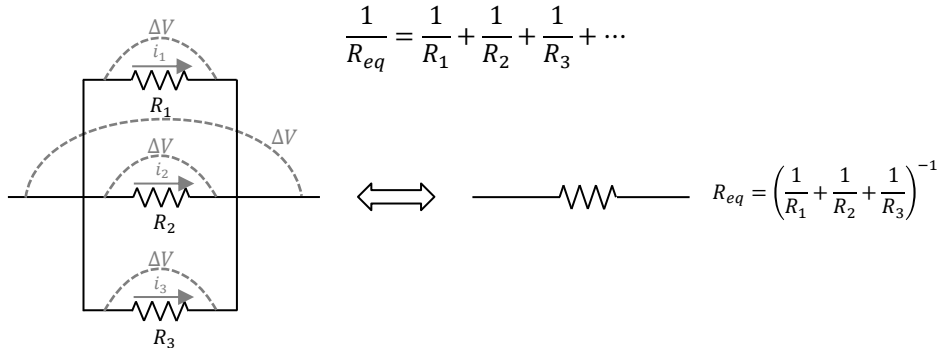 ΔV
i₁
R₁
1/R_eq = 1/R₁ + 1/R₂ + 1/R₃ + ⋯
ΔV
ΔV
i₂
R₂
R_eq = (1/R₁ + 1/R₂ + 1/R₃)⁻¹
ΔV
i₃
R₃